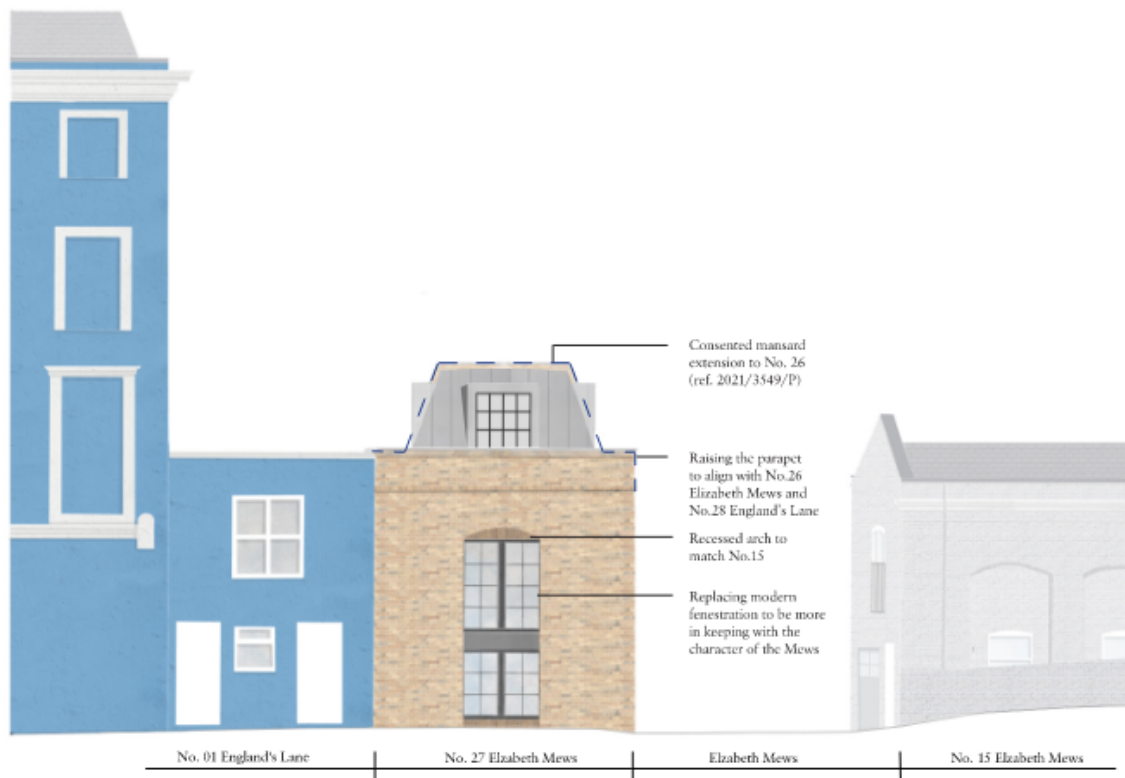 Consented mansard
extension to No. 26
(ref. 2021/3549/P)
Raising the parapet
to align with No.26
Elizabeth Mews and
No.28 England's Lane
Recessed arch to
match No.15
Replacing modern
fenestration to be more
in keeping with the
character of the Mews
No. 01 England's Lane
No. 27 Elzabeth Mews
Elzabeth Mews
No. 15 Elzabeth Mews